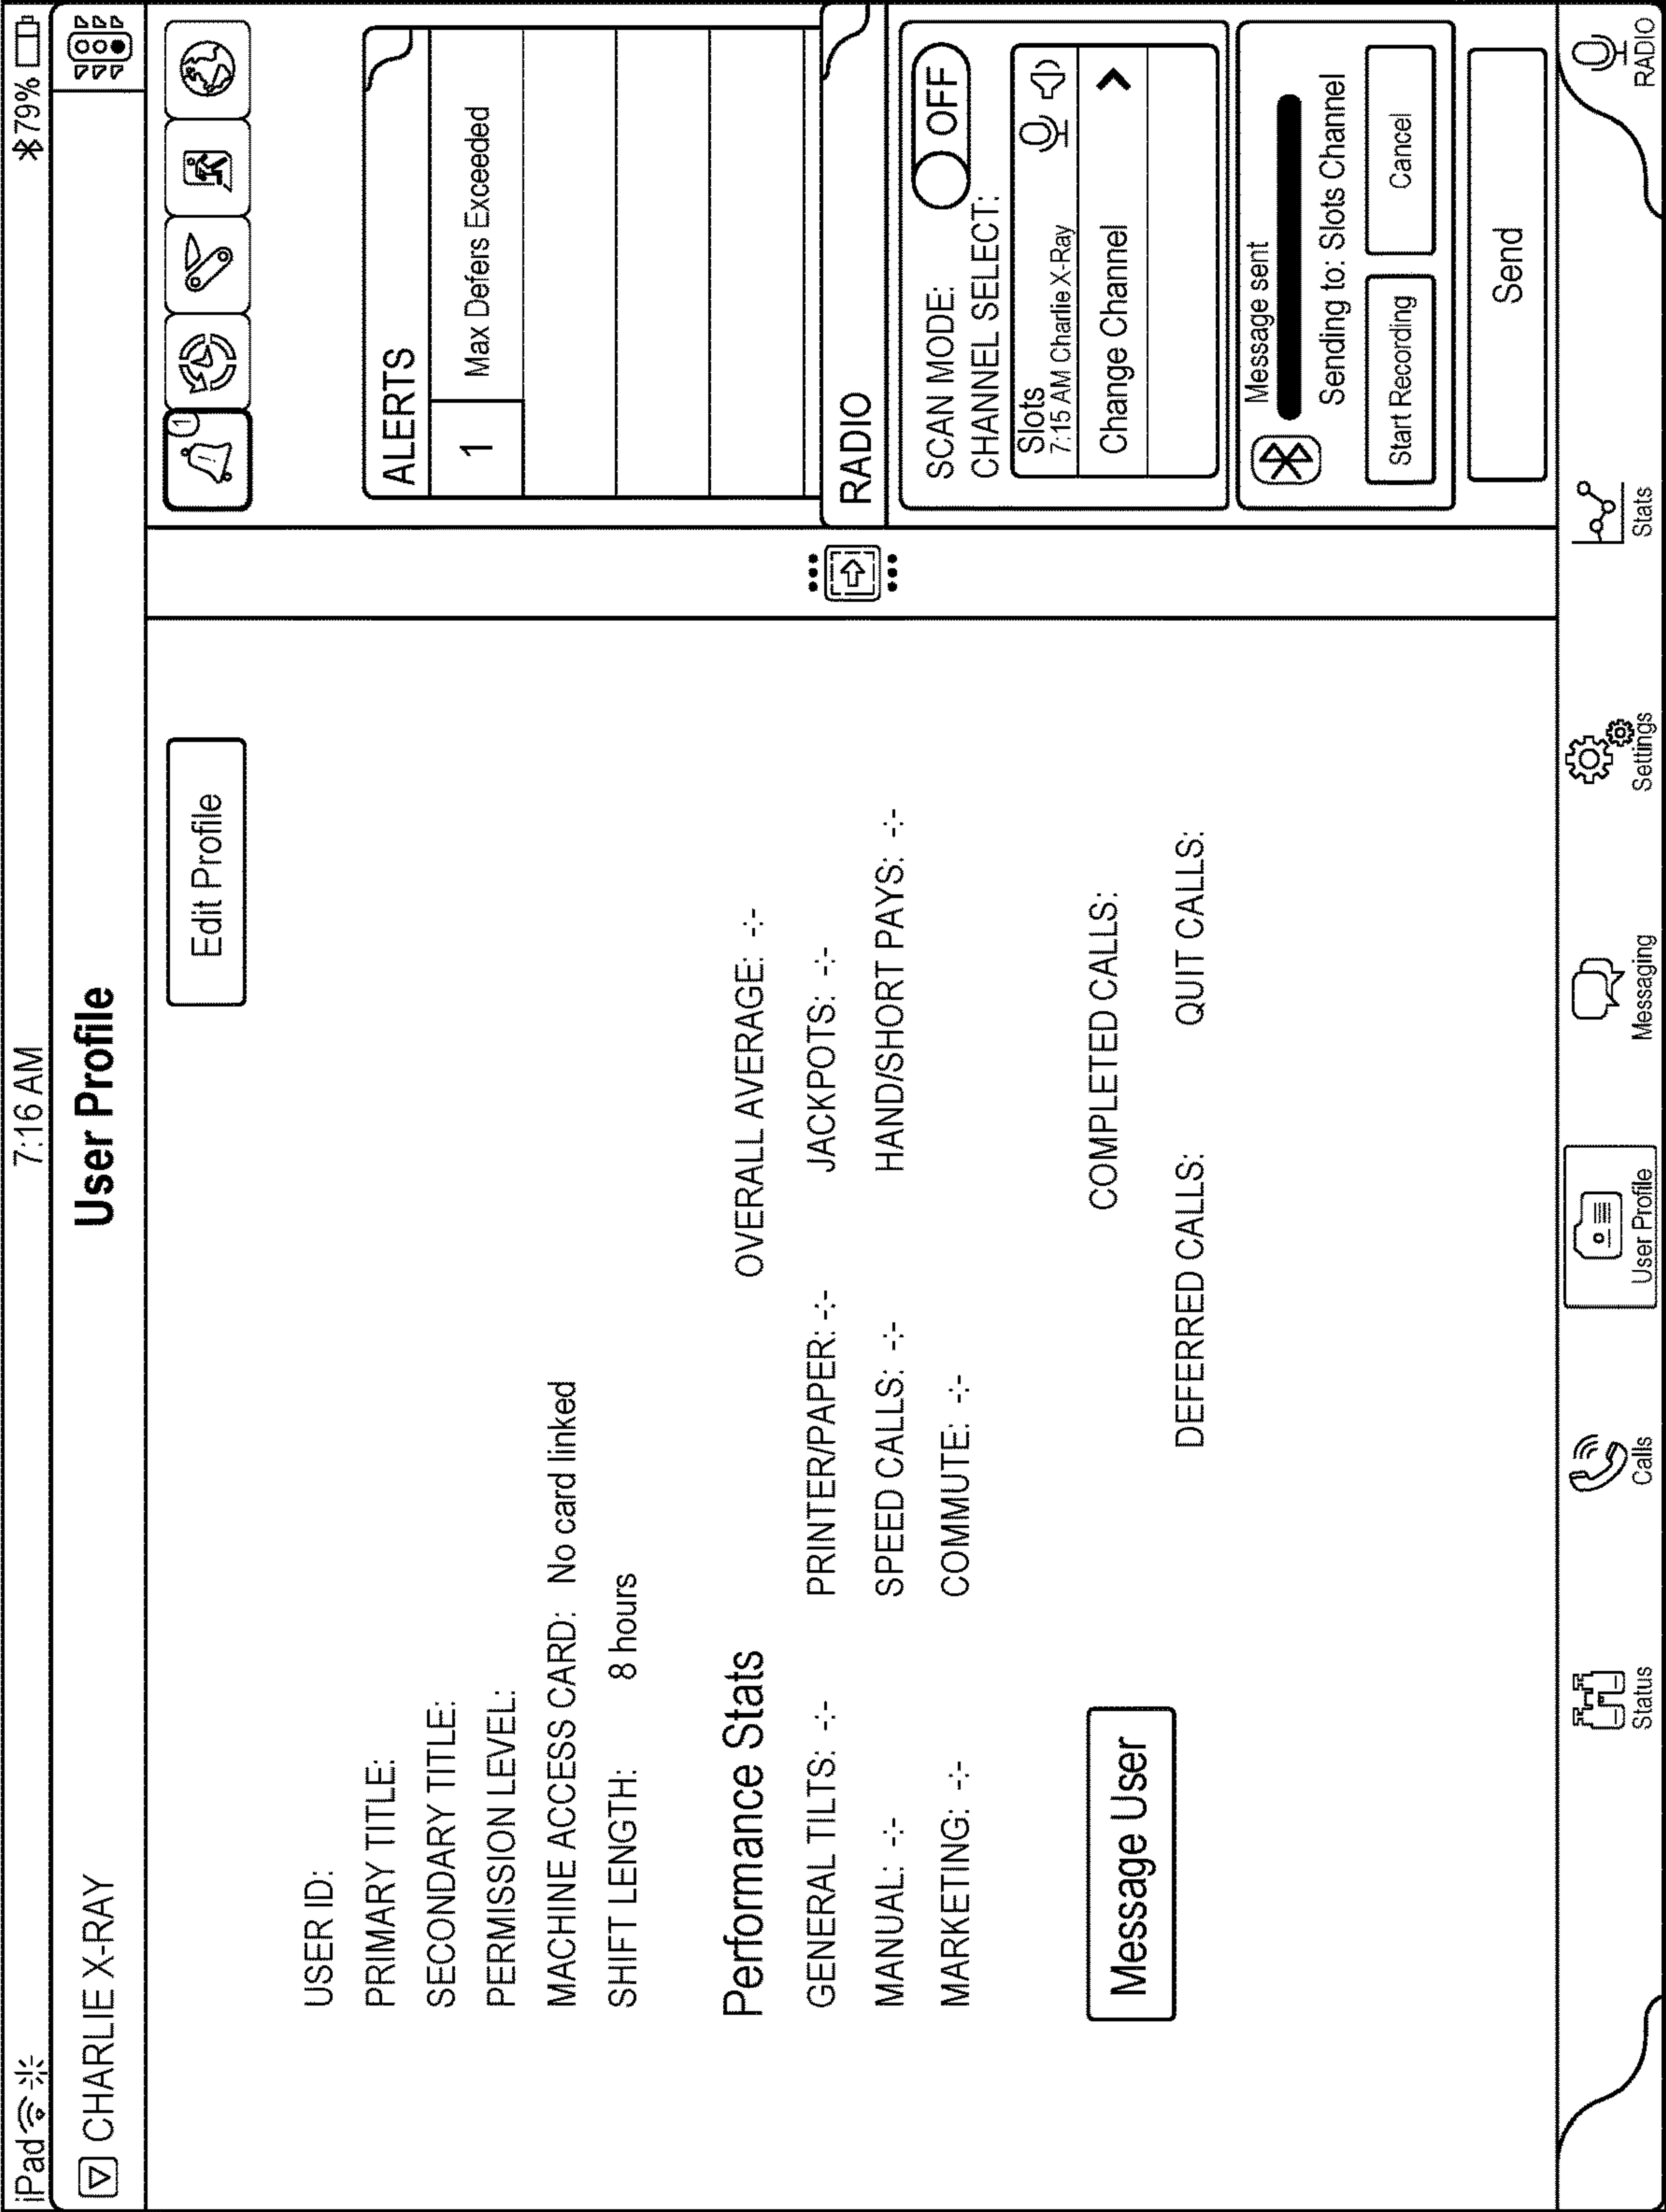 iPad 7:16 AM 79%
CHARLIE X-RAY User Profile
Edit Profile
USER ID:
PRIMARY TITLE:
SECONDARY TITLE:
PERMISSION LEVEL:
MACHINE ACCESS CARD: No card linked
SHIFT LENGTH: 8 hours
Performance Stats OVERALL AVERAGE: -:-
GENERAL TILTS: -:- PRINTER/PAPER: -:- JACKPOTS: -:-
MANUAL: -:- SPEED CALLS: -:- HAND/SHORT PAYS: -:-
MARKETING: -:- COMMUTE: -:-
Message User COMPLETED CALLS:
DEFERRED CALLS: QUIT CALLS:
1
ALERTS
1 Max Defers Exceeded
RADIO
SCAN MODE: OFF
CHANNEL SELECT:
Slots
7:15 AM Charlie X-Ray
Change Channel
Message sent
Sending to: Slots Channel
Start Recording Cancel
Send
Status Calls User Profile Messaging Settings Stats RADIO